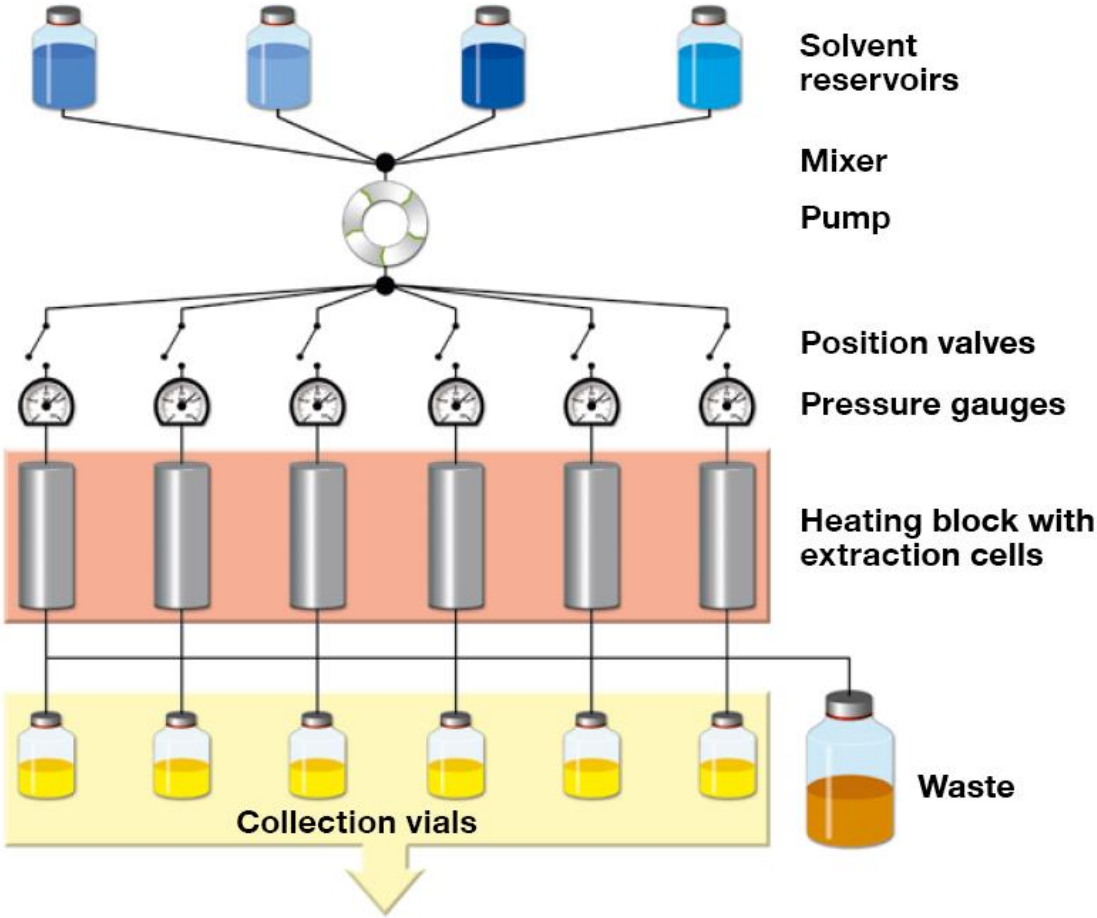 Solvent
reservoirs
Mixer
Pump
Position valves
Pressure gauges
Heating block with
extraction cells
Collection vials
Waste